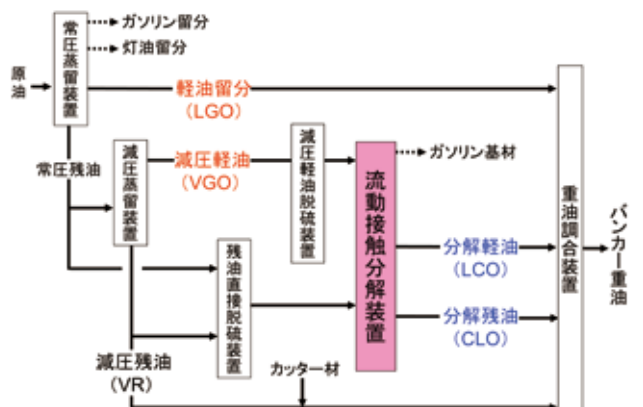 原油
常圧蒸留装置
ガソリン留分
灯油留分
軽油留分
(LGO)
常圧残油
減圧蒸留装置
減圧軽油
(VGO)
減圧軽油脱硫装置
流動接触分解装置
ガソリン基材
残油直接脱硫装置
分解軽油
(LCO)
分解残油
(CLO)
減圧残油
(VR)
カッター材
重油調合装置
バンカー重油